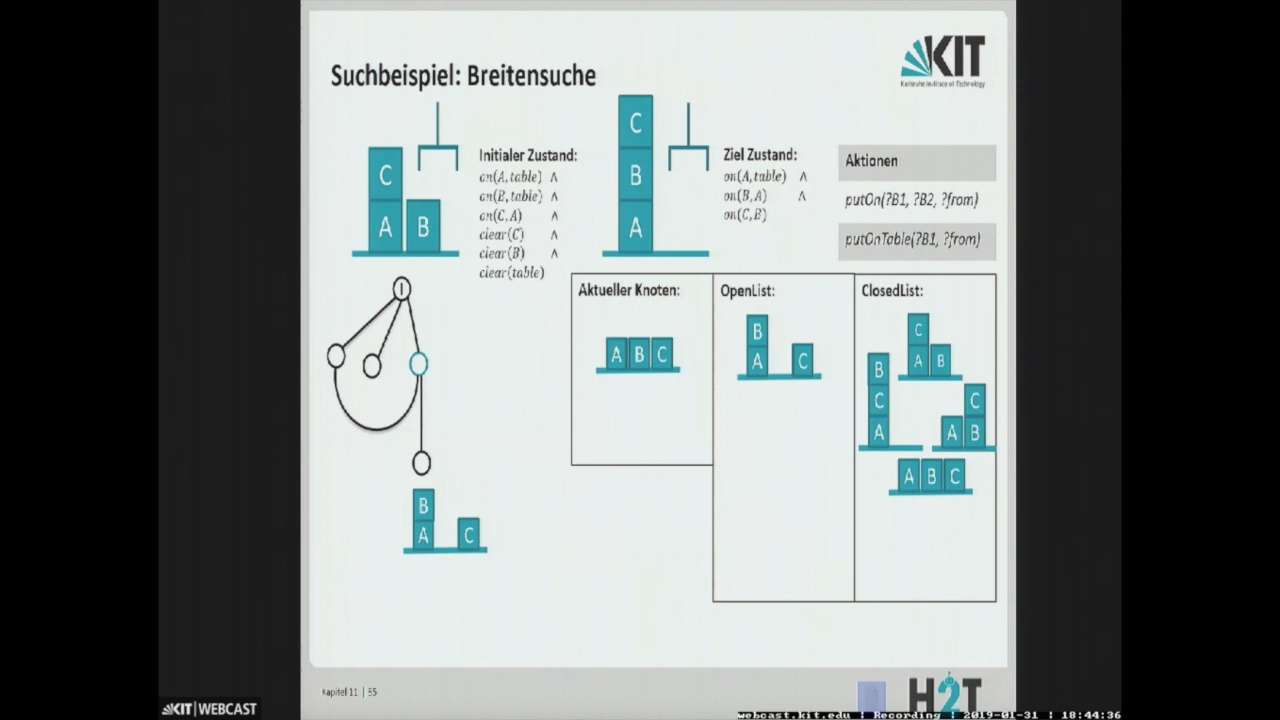 Suchbeispiel: Breitensuche
KIT
Karlsruhe Institute of Technology
C
A B
Initialer Zustand:
on(A, table) ∧
on(B, table) ∧
on(C, A) ∧
clear(C) ∧
clear(B) ∧
clear(table)
C
B
A
Ziel Zustand:
on(A, table) ∧
on(B, A) ∧
on(C, B)
Aktionen
putOn(?B1, ?B2, ?from)
putOnTable(?B1, ?from)
I
B
A C
Aktueller Knoten:
A B C
OpenList:
B
A C
ClosedList:
C
A B
B
C
A
C
A B
A B C
Kapitel 11 | 55
H2T
KIT | WEBCAST
webcast.kit.edu | Recording | 2019-01-31 | 18:44:36